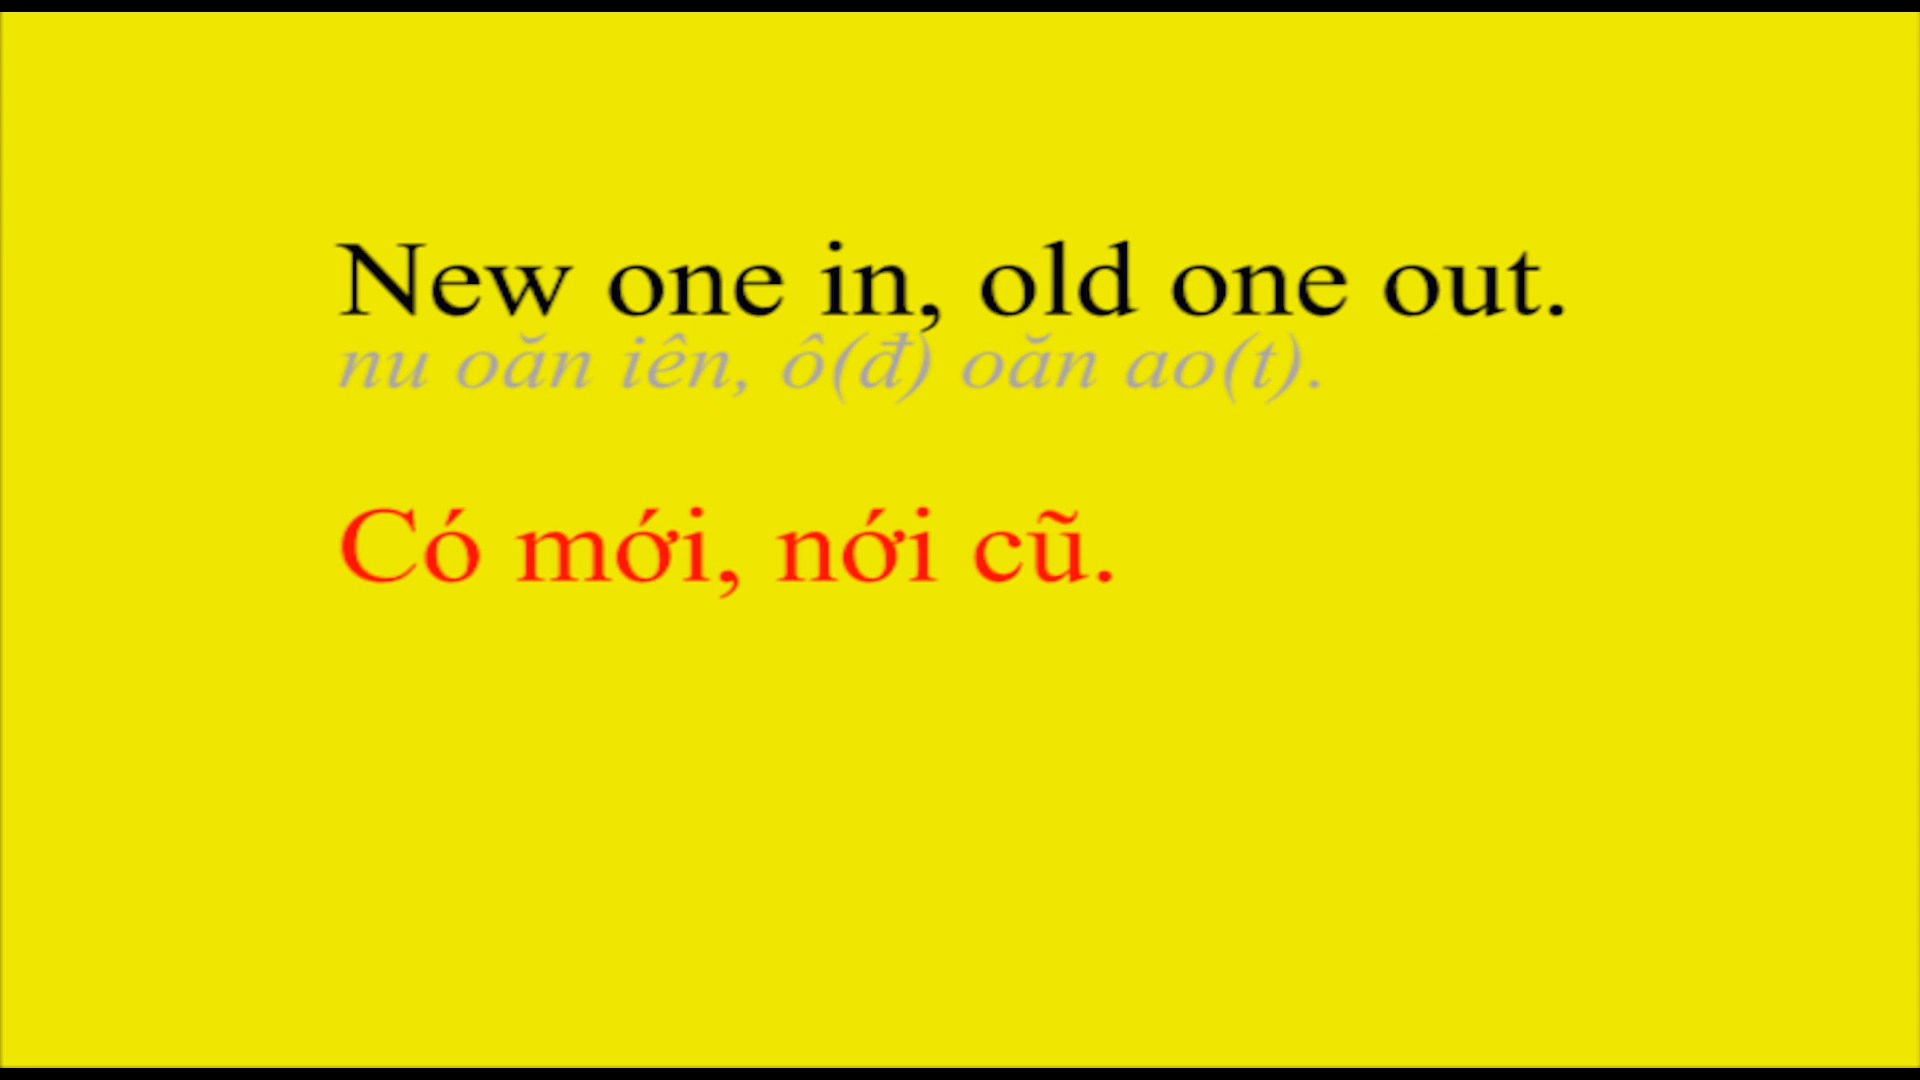 New one in, old one out.
nu oăn iên, ô(đ) oăn ao(t).
Có mới, nới cũ.